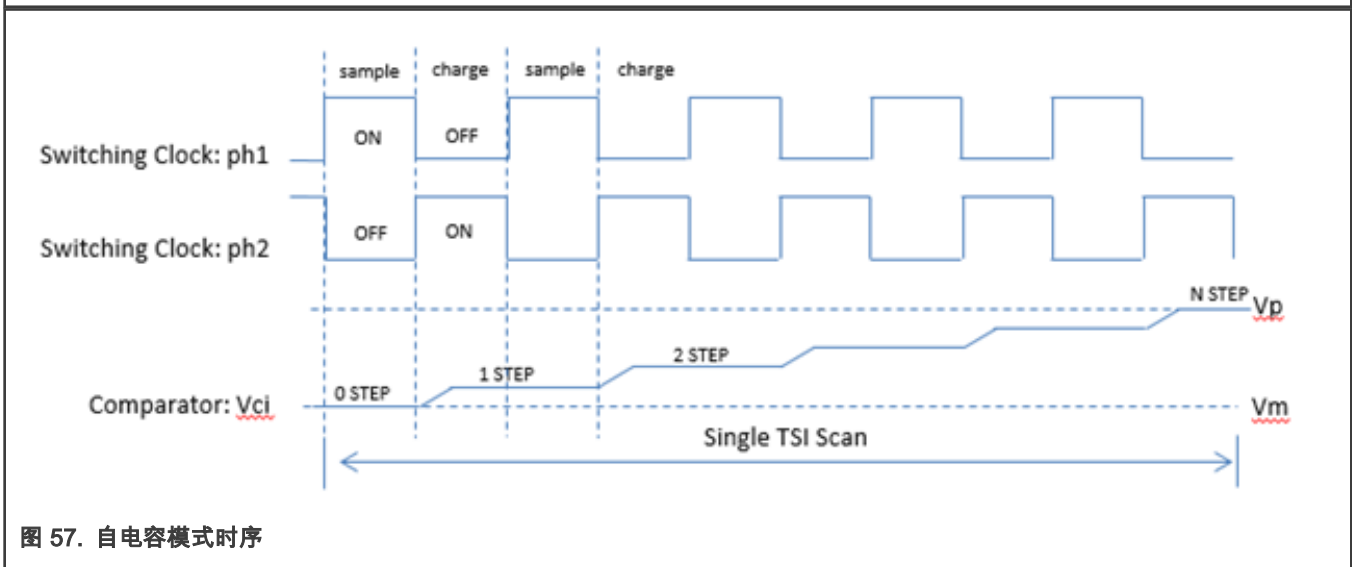 sample charge sample charge
ON OFF
Switching Clock: ph1
OFF ON
Switching Clock: ph2
N STEP Vp
2 STEP
1 STEP
0 STEP
Comparator: Vci Vm
Single TSI Scan
图 57. 自电容模式时序